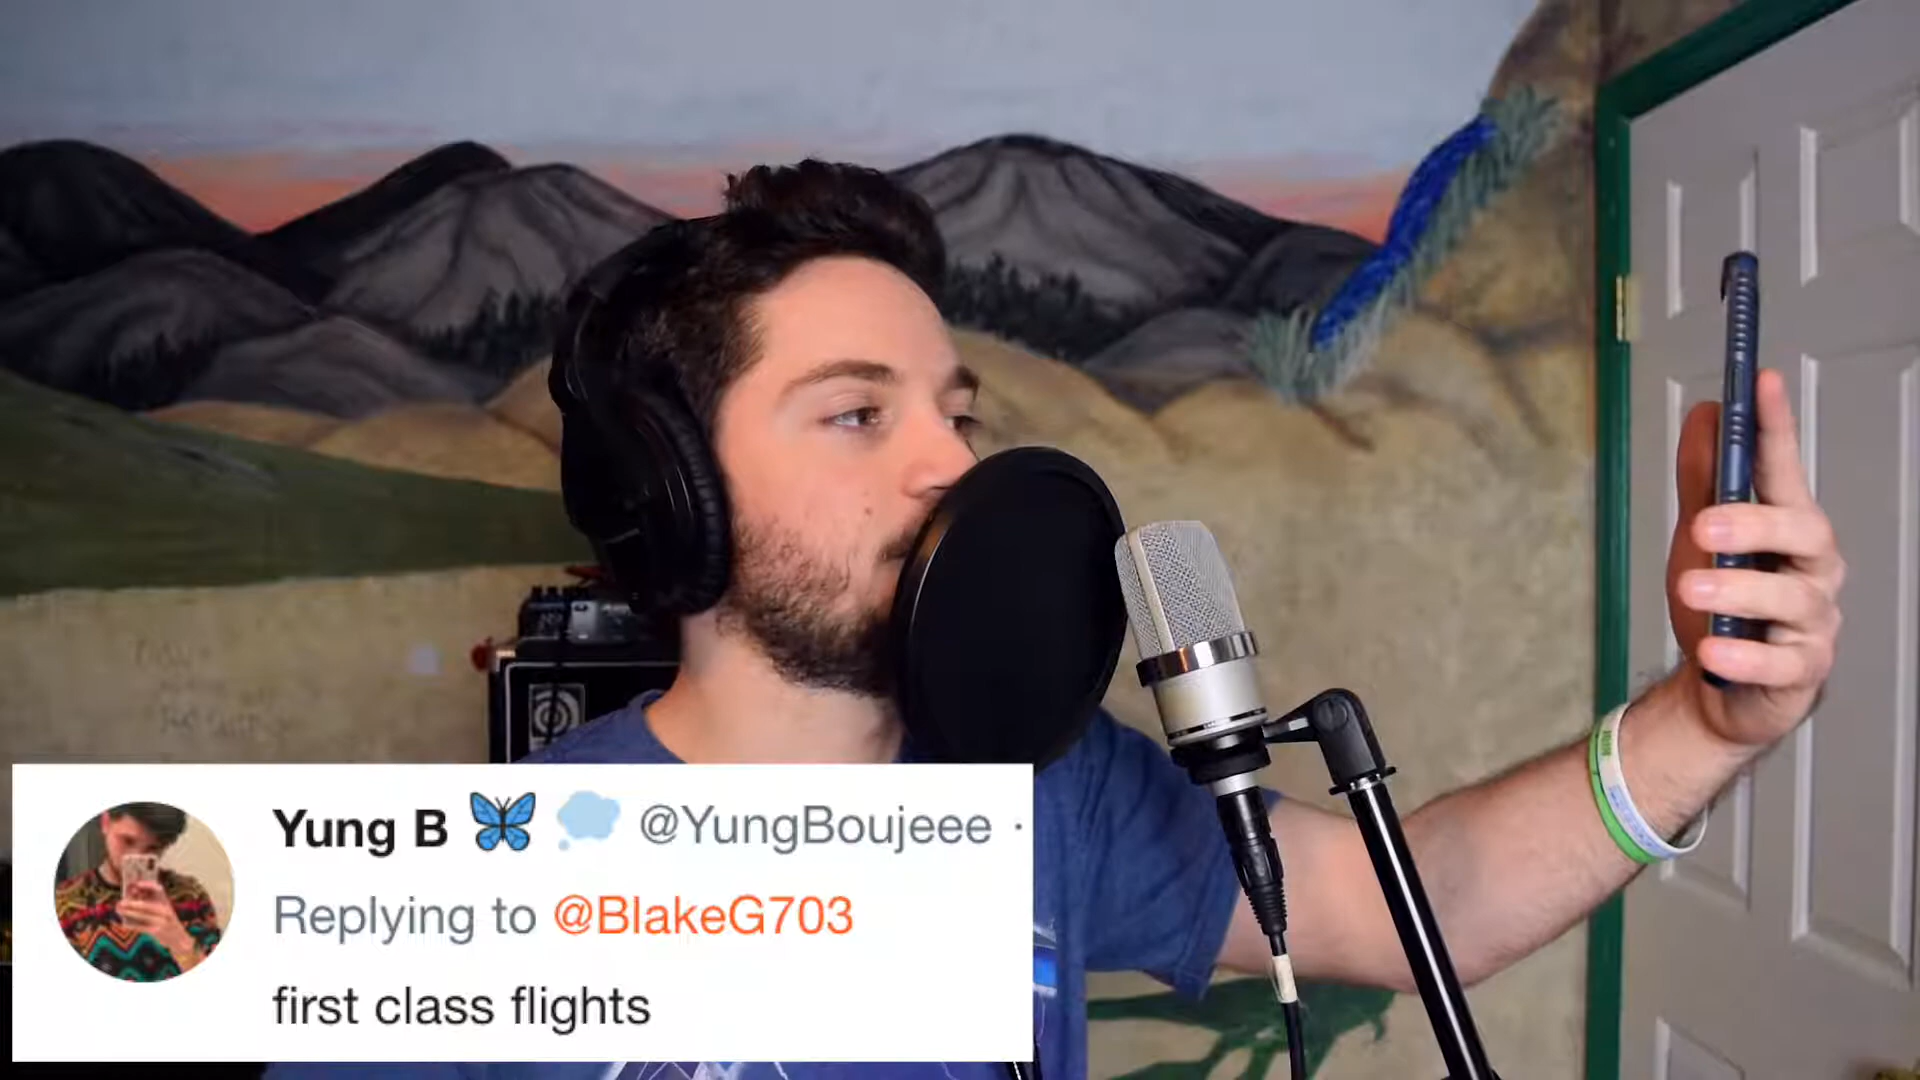 Yung B 🦋 💭 @YungBoujeee ·
Replying to @BlakeG703
first class flights